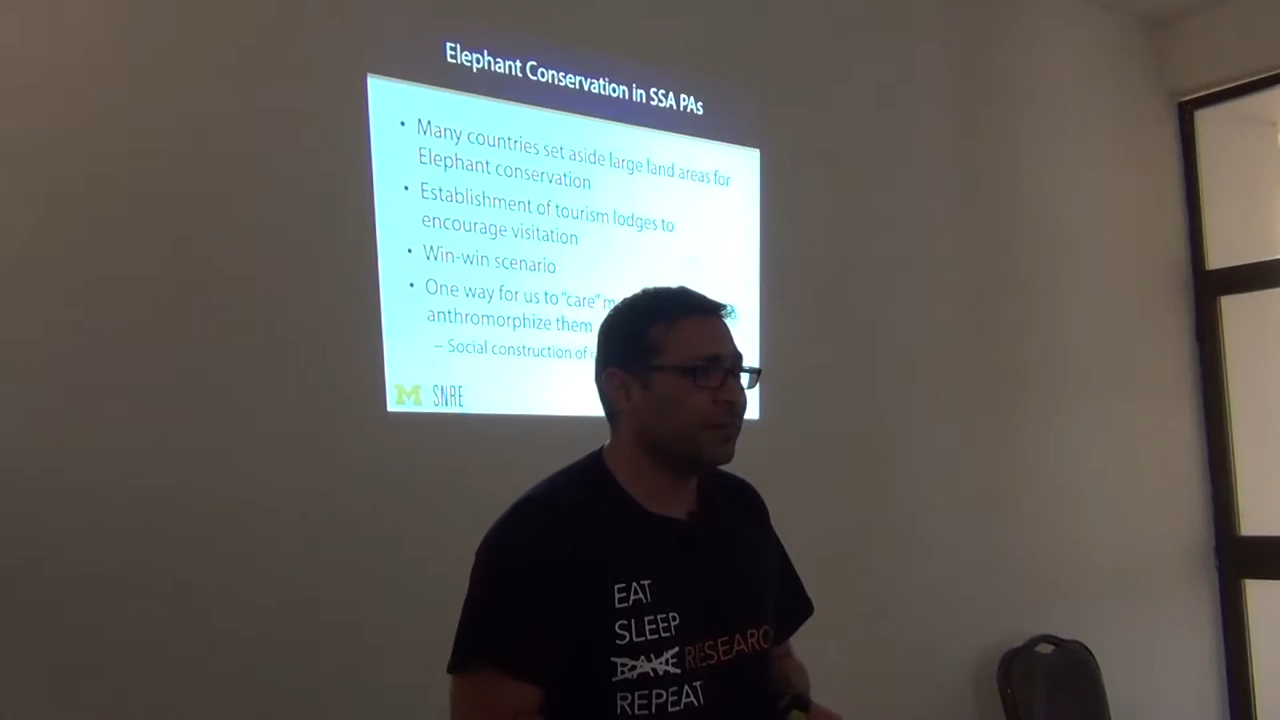 Elephant Conservation in SSA PAs
• Many countries set aside large land areas for
Elephant conservation
• Establishment of tourism lodges to
encourage visitation
• Win-win scenario
• One way for us to "care"
anthromorphize them
– Social construction of
M SNRE
EAT
SLEEP
RAVE RESEARC
REPEAT